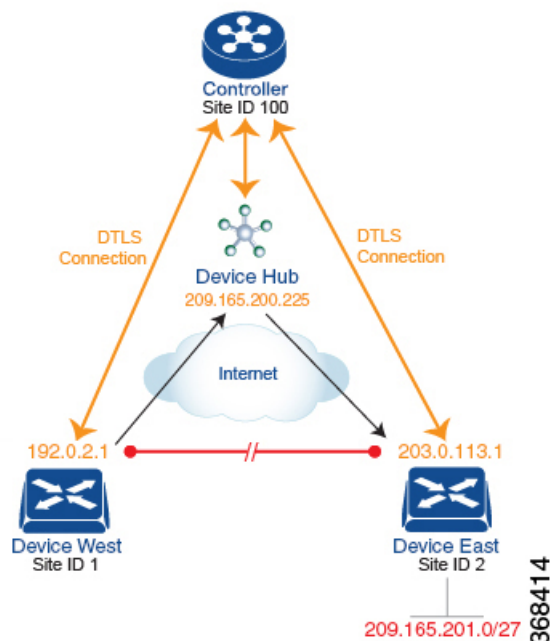 Controller
Site ID 100
DTLS
Connection
DTLS
Connection
Device Hub
209.165.200.225
Internet
192.0.2.1
203.0.113.1
Device West
Site ID 1
Device East
Site ID 2
209.165.201.0/27
368414